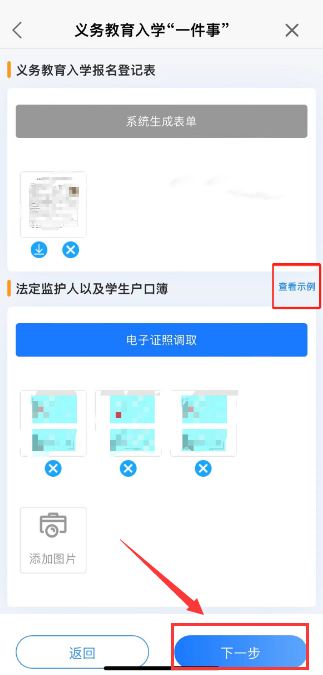 义务教育入学“一件事”
义务教育入学报名登记表
系统生成表单
法定监护人以及学生户口簿
查看示例
电子证照调取
添加图片
返回
下一步